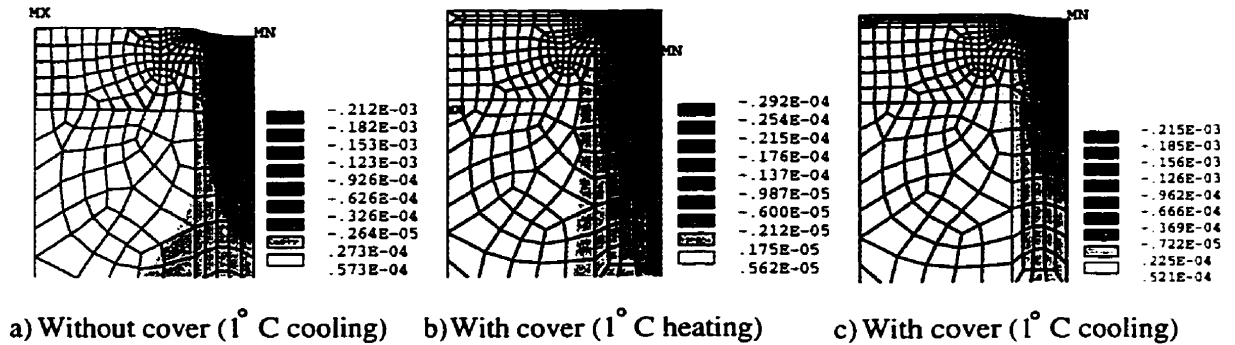 MX
MN
-.212E-03
-.182E-03
-.153E-03
-.123E-03
-.926E-04
-.626E-04
-.326E-04
-.264E-05
.273E-04
.573E-04
MN
-.292E-04
-.254E-04
-.215E-04
-.176E-04
-.137E-04
-.987E-05
-.600E-05
-.212E-05
.175E-05
.562E-05
MN
-.215E-03
-.185E-03
-.156E-03
-.126E-03
-.962E-04
-.666E-04
-.369E-04
-.722E-05
.225E-04
.521E-04
a) Without cover (1° C cooling)
b) With cover (1° C heating)
c) With cover (1° C cooling)